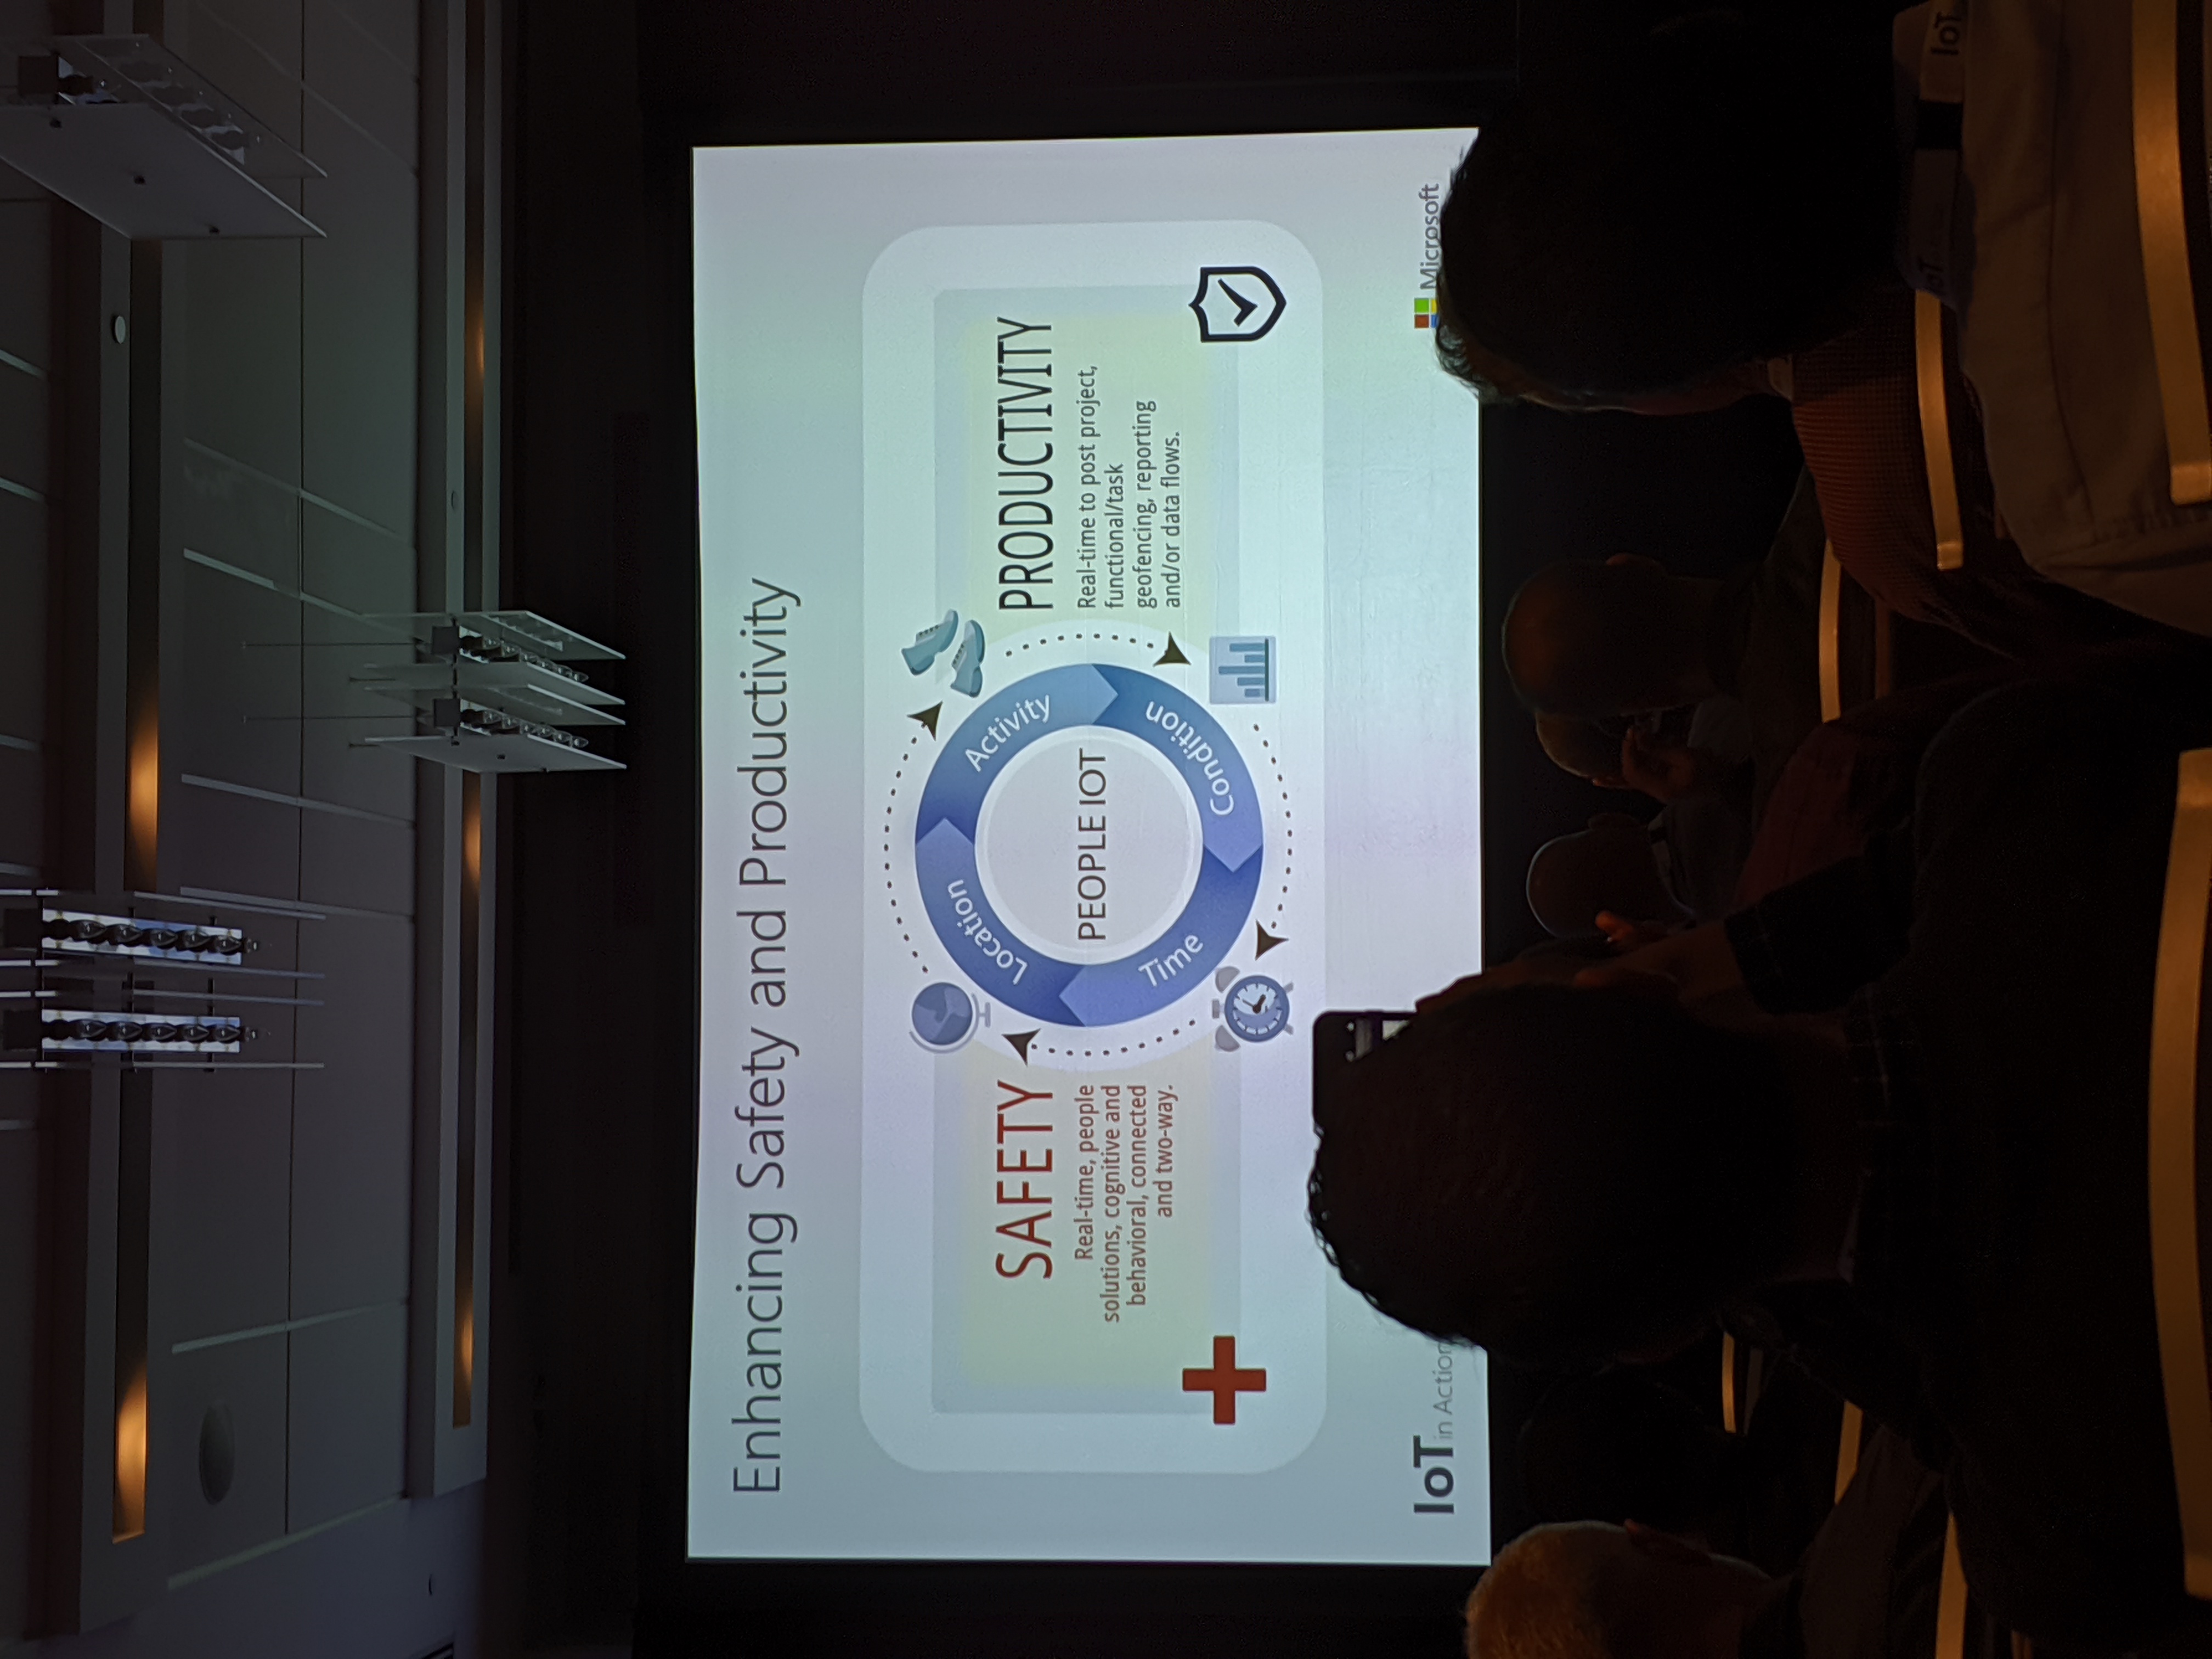 Enhancing Safety and Productivity
Location
Activity
SAFETY
PRODUCTIVITY
Real-time, people
solutions, cognitive and
behavioral, connected
and two-way.
PEOPLE IOT
Real-time to post project,
functional/task
geofencing, reporting
and/or data flows.
Time
Condition
IoT in Action
Microsoft
IoT
IoT